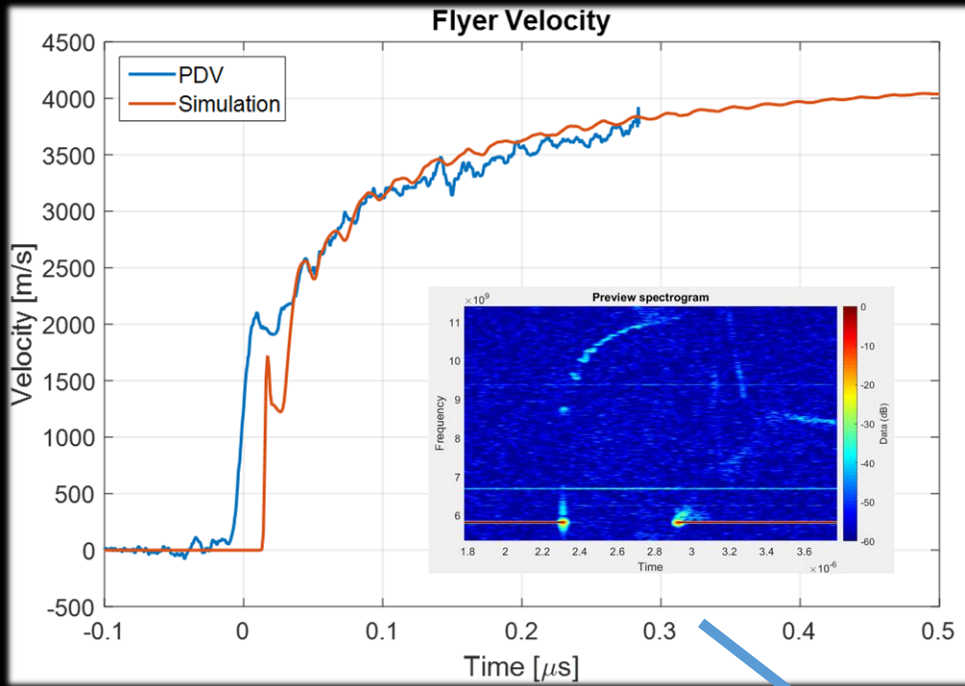 Flyer Velocity
4500
4000
3500
3000
2500
2000
1500
1000
500
0
-500
Velocity [m/s]
PDV
Simulation
-0.1 0 0.1 0.2 0.3 0.4 0.5
Time [μs]
Preview spectrogram
×10⁹
11
10
9
8
7
6
Frequency
1.8 2 2.2 2.4 2.6 2.8 3 3.2 3.4 3.6
Time
×10⁻⁶
0
-10
-20
-30
-40
-50
-60
Data (dB)